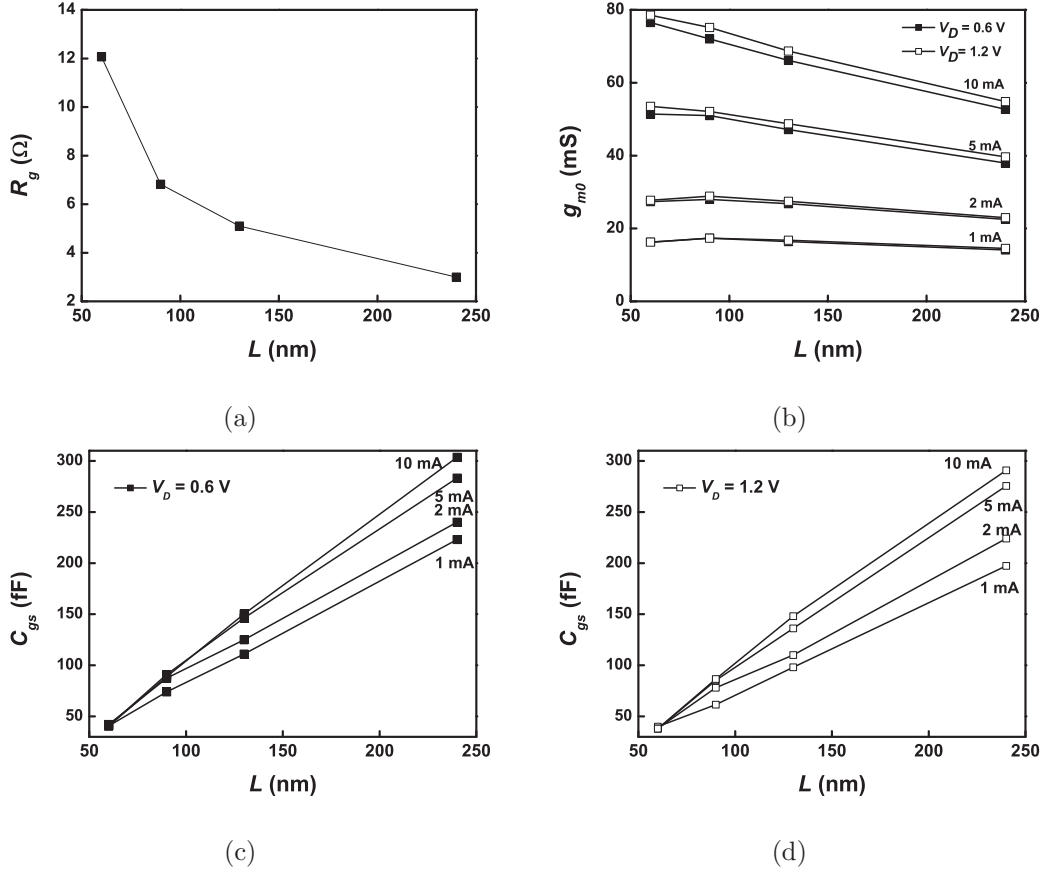 14
12
10
8
6
4
2
50 100 150 200 250
R_g (Ω)
L (nm)
(a)
80
60
40
20
0
50 100 150 200 250
g_m0 (mS)
L (nm)
V_D = 0.6 V
V_D = 1.2 V
10 mA
5 mA
2 mA
1 mA
(b)
300
250
200
150
100
50
50 100 150 200 250
C_gs (fF)
L (nm)
V_D = 0.6 V
10 mA
5 mA
2 mA
1 mA
(c)
300
250
200
150
100
50
50 100 150 200 250
C_gs (fF)
L (nm)
V_D = 1.2 V
10 mA
5 mA
2 mA
1 mA
(d)